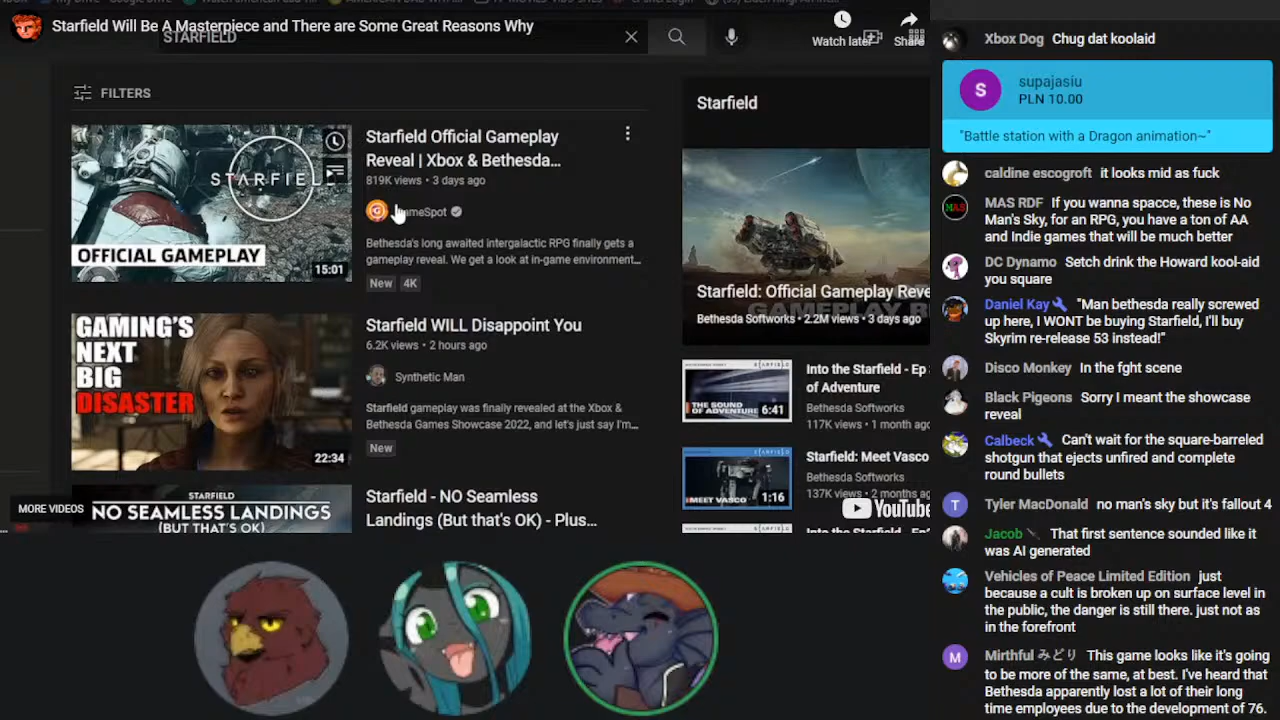 Starfield Will Be A Masterpiece and There are Some Great Reasons Why
STARFIELD
Watch later
Share
FILTERS
STARFIEL
OFFICIAL GAMEPLAY
15:01
Starfield Official Gameplay
Reveal | Xbox & Bethesda...
819K views • 3 days ago
meSpot
Bethesda's long awaited intergalactic RPG finally gets a
gameplay reveal. We get a look at in-game environment...
New 4K
GAMING'S
NEXT
BIG
DISASTER
22:34
Starfield WILL Disappoint You
6.2K views • 2 hours ago
Synthetic Man
Starfield gameplay was finally revealed at the Xbox &
Bethesda Games Showcase 2022, and let's just say I'm...
New
MORE VIDEOS
STARFIELD
NO SEAMLESS LANDINGS
(BUT THAT'S OK)
Starfield - NO Seamless
Landings (But that's OK) - Plus...
Starfield
Starfield: Official Gameplay Reve
GAMEPLAY R
Bethesda Softworks • 2.2M views • 3 days ago
THE SOUND
OF ADVENTURE
6:41
Into the Starfield - Ep
of Adventure
Bethesda Softworks
117K views • 1 month ago
MEET VASCO
1:16
Starfield: Meet Vasco
Bethesda Softworks
137K views • 2 months a
YouTube
Xbox Dog Chug dat koolaid
S
supajasiu
PLN 10.00
"Battle station with a Dragon animation~"
caldine escogroft it looks mid as fuck
MAS
MAS RDF If you wanna spacce, these is No
Man's Sky, for an RPG, you have a ton of AA
and Indie games that will be much better
DC Dynamo Setch drink the Howard kool-aid
you square
Daniel Kay "Man bethesda really screwed
up here, I WONT be buying Starfield, I'll buy
Skyrim re-release 53 instead!"
Disco Monkey In the fght scene
Black Pigeons Sorry I meant the showcase
reveal
Calbeck Can't wait for the square-barreled
shotgun that ejects unfired and complete
round bullets
T
Tyler MacDonald no man's sky but it's fallout 4
Jacob That first sentence sounded like it
was AI generated
Vehicles of Peace Limited Edition just
because a cult is broken up on surface level in
the public, the danger is still there. just not as
in the forefront
M
Mirthful みどり This game looks like it's going
to be more of the same, at best. I've heard that
Bethesda apparently lost a lot of their long
time employees due to the development of 76.